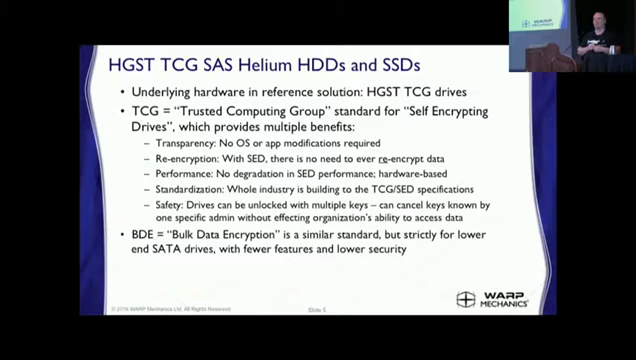 HGST TCG SAS Helium HDDs and SSDs
• Underlying hardware in reference solution: HGST TCG drives
• TCG = “Trusted Computing Group” standard for “Self Encrypting
Drives”, which provides multiple benefits:
– Transparency: No OS or app modifications required
– Re-encryption: With SED, there is no need to ever re-encrypt data
– Performance: No degradation in SED performance; hardware-based
– Standardization: Whole industry is building to the TCG/SED specifications
– Safety: Drives can be unlocked with multiple keys – can cancel keys known by
one specific admin without effecting organization's ability to access data
• BDE = “Bulk Data Encryption” is a similar standard, but strictly for lower
end SATA drives, with fewer features and lower security
© 2016 WARP Mechanics Ltd. All Rights Reserved.
Slide 5
WARP
MECHANICS
WARP
MECHANICS